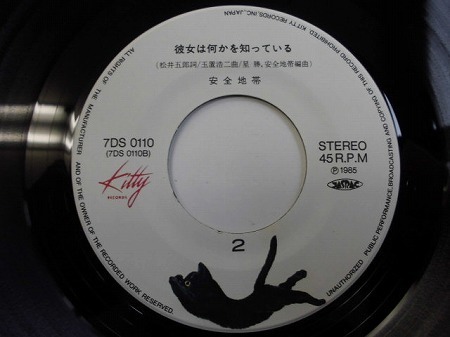 彼女は何かを知っている
(松井五郎詞/玉置浩二曲/星 勝、安全地帯編曲)
安全地帯
7DS 0110
(7DS 0110B)
Kitty
RECORDS
STEREO
45 R.P.M
Ⓟ1985
JASRAC
2
ALL RIGHTS OF THE MANUFACTURER AND OF THE OWNER OF THE RECORDED WORK RESERVED.
UNAUTHORIZED PUBLIC PERFORMANCE, BROADCASTING AND COPYING OF THIS RECORD PROHIBITED. KITTY RECORDS, INC., JAPAN